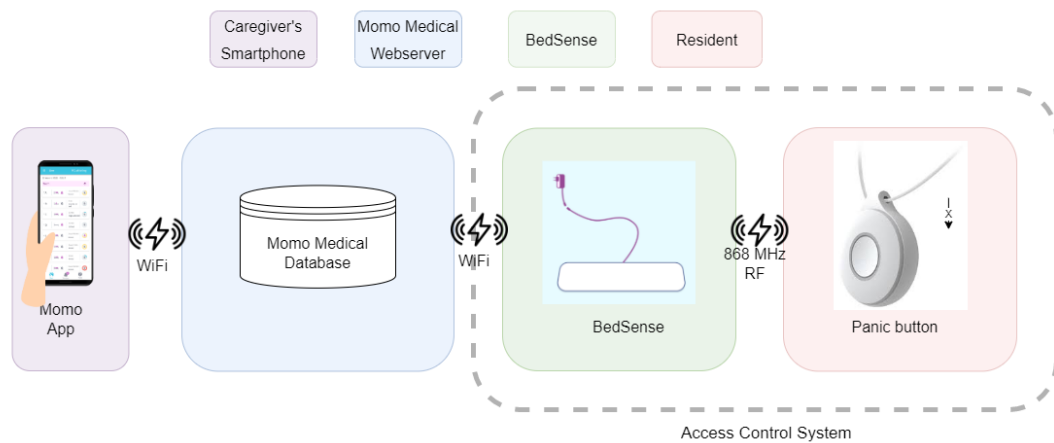 Caregiver's
Smartphone
Momo Medical
Webserver
BedSense
Resident
Momo
App
WiFi
Momo Medical
Database
WiFi
BedSense
868 MHz
RF
Panic button
X
Access Control System